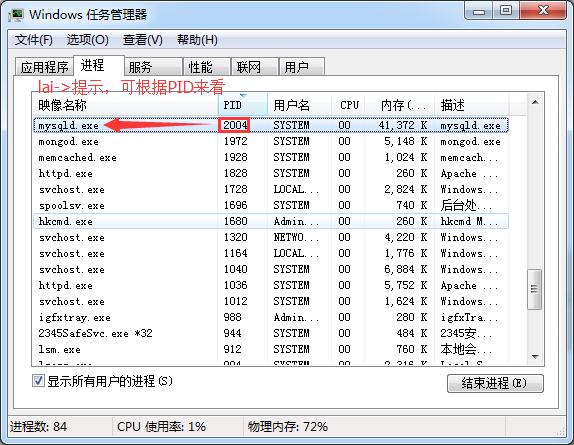 Windows 任务管理器
文件(F) 选项(O) 查看(V) 帮助(H)
应用程序 进程 服务 性能 联网 用户
lai->提示，可根据PID来看
映像名称 PID 用户名 CPU 内存(... 描述
mysqld.exe 2004 SYSTEM 00 41,372 K mysqld.exe
mongod.exe 1972 SYSTEM 00 5,148 K mongod.exe
memcached.exe 1928 SYSTEM 00 1,024 K memcach...
httpd.exe 1828 SYSTEM 00 260 K Apache ...
svchost.exe 1728 LOCAL... 00 2,824 K Windows...
spoolsv.exe 1696 SYSTEM 00 740 K 后台处...
hkcmd.exe 1680 Admin... 00 260 K hkcmd M...
svchost.exe 1320 NETWO... 00 4,220 K Windows...
svchost.exe 1164 LOCAL... 00 1,776 K Windows...
svchost.exe 1040 SYSTEM 00 6,884 K Windows...
httpd.exe 1036 SYSTEM 00 5,752 K Apache ...
svchost.exe 1012 SYSTEM 00 1,624 K Windows...
igfxtray.exe 988 Admin... 00 280 K igfxTra...
2345SafeSvc.exe *32 944 SYSTEM 00 484 K 2345安...
lsm.exe 912 SYSTEM 00 760 K 本地会...
显示所有用户的进程(S) 结束进程(E)
进程数: 84 CPU 使用率: 1% 物理内存: 72%